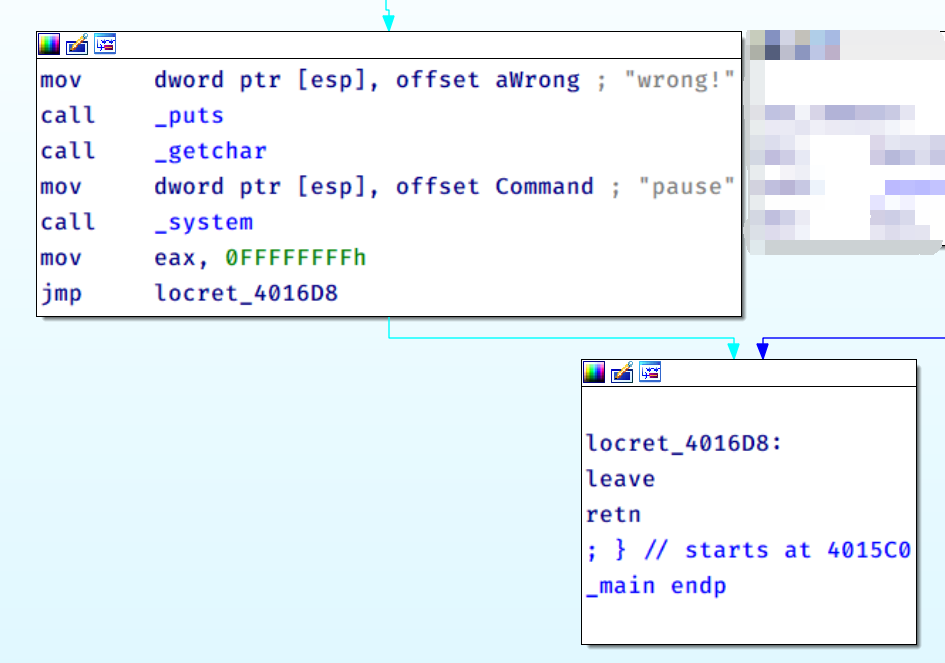 mov dword ptr [esp], offset aWrong ; "wrong!"
call _puts
call _getchar
mov dword ptr [esp], offset Command ; "pause"
call _system
mov eax, 0FFFFFFFFh
jmp locret_4016D8
locret_4016D8:
leave
retn
; } // starts at 4015C0
_main endp